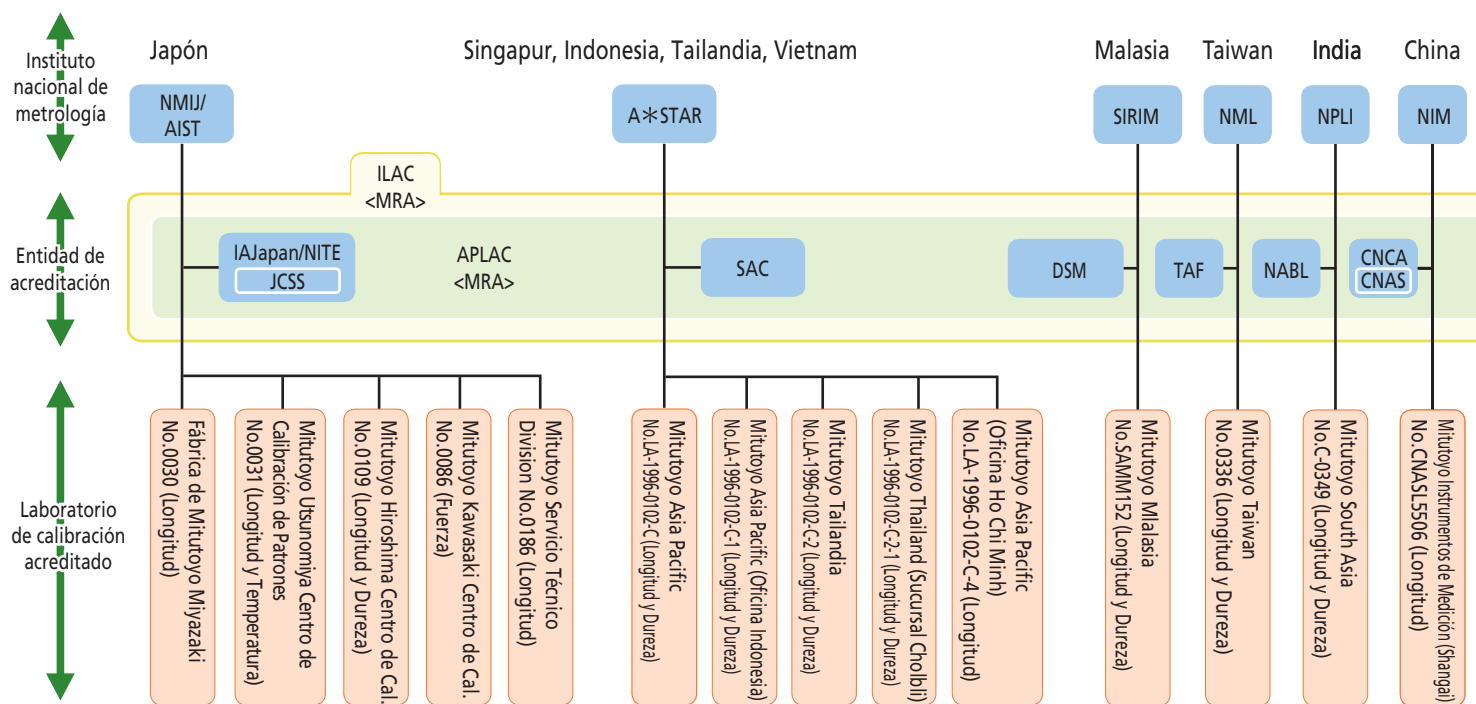 Instituto
nacional de
metrología
Japón
Singapur, Indonesia, Tailandia, Vietnam
Malasia
Taiwan
India
China
NMIJ/
AIST
A*STAR
SIRIM
NML
NPLI
NIM
ILAC
<MRA>
Entidad de
acreditación
IAJapan/NITE
JCSS
APLAC
<MRA>
SAC
DSM
TAF
NABL
CNCA
CNAS
Laboratorio
de calibración
acreditado
Fábrica de Mitutoyo Miyazaki
No.0030 (Longitud)
Mitutoyo Utsunomiya Centro de
Calibración de Patrones
No.0031 (Longitud y Temperatura)
Mitutoyo Hiroshima Centro de Cal.
No.0109 (Longitud y Dureza)
Mitutoyo Kawasaki Centro de Cal.
No.0086 (Fuerza)
Mitutoyo Servicio Técnico
Division No.0186 (Longitud)
Mitutoyo Asia Pacific
No.LA-1996-0102-C (Longitud y Dureza)
Mitutoyo Asia Pacific (Oficina Indonesia)
No.LA-1996-0102-C-1 (Longitud y Dureza)
Mitutoyo Tailandia
No.LA-1996-0102-C-2 (Longitud y Dureza)
Mitutoyo Thailand (Sucursal Cholbli)
No.LA-1996-0102-C-2-1 (Longitud y Dureza)
Mitutoyo Asia Pacific
(Oficina Ho Chi Minh)
No.LA-1996-0102-C-4 (Longitud)
Mitutoyo Mlalasia
No.SAMM152 (Longitud y Dureza)
Mitutoyo Taiwan
No.0336 (Longitud y Dureza)
Mitutoyo South Asia
No.C-0349 (Longitud y Dureza)
Mitutoyo Instrumentos de Medición (Shangai)
No.CNASL5506 (Longitud)